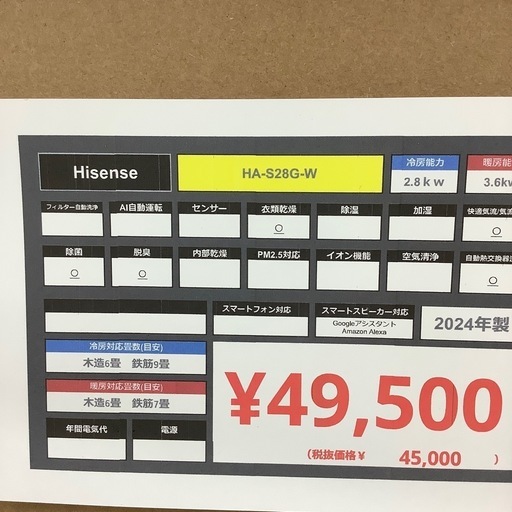 Hisense
HA-S28G-W
冷房能力
2.8kw
暖房能力
3.6kw
フィルター自動洗浄
AI自動運転
センサー
衣類乾燥
○
除湿
加湿
快適気流/気流
○
除菌
○
脱臭
○
内部乾燥
PM2.5対応
イオン機能
空気清浄
自動熱交換器
○
スマートフォン対応
スマートスピーカー対応
Googleアシスタント
Amazon Alexa
2024年製
冷房対応畳数(目安)
木造6畳 鉄筋9畳
暖房対応畳数(目安)
木造6畳 鉄筋7畳
年間電気代
電源
¥49,500
(税抜価格¥ 45,000 )